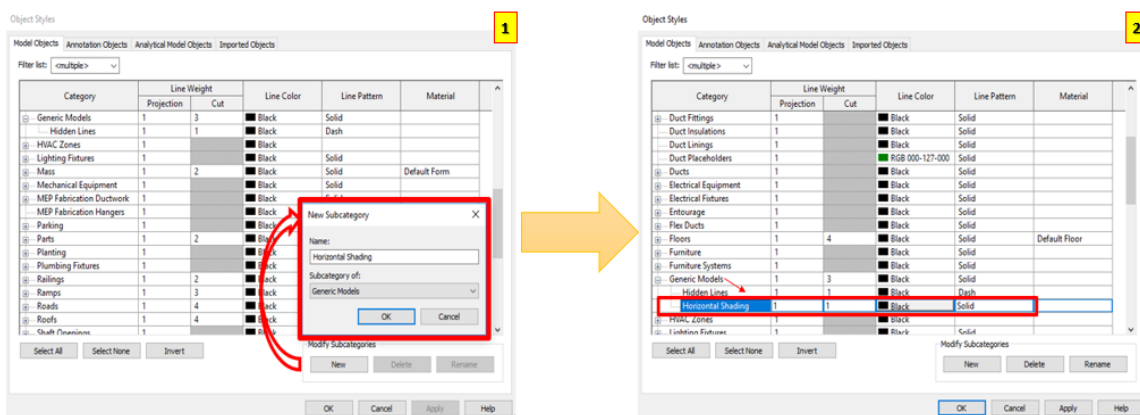 Object Styles
1
Model Objects Annotation Objects Analytical Model Objects Imported Objects
Filter list: <multiple>
Category Line Weight Line Color Line Pattern Material
Projection Cut
Generic Models 1 3 Black Solid
Hidden Lines 1 1 Black Dash
HVAC Zones 1 Black
Lighting Fixtures 1 Black Solid
Mass 1 2 Black Solid Default Form
Mechanical Equipment 1 Black Solid
MEP Fabrication Ductwork 1 Black
MEP Fabrication Hangers 1 Black
Parking 1
Parts 1 2
Planting 1
Plumbing Fixtures 1
Railings 1 2
Ramps 1 3
Roads 1 4
Roofs 1 4
Shaft Openings 1
New Subcategory
Name:
Horizontal Shading
Subcategory of:
Generic Models
OK Cancel
Select All Select None Invert
Modify Subcategories
New Delete Rename
OK Cancel Apply Help
Object Styles
2
Model Objects Annotation Objects Analytical Model Objects Imported Objects
Filter list: <multiple>
Category Line Weight Line Color Line Pattern Material
Projection Cut
Duct Fittings 1 Black Solid
Duct Insulations 1 Black Solid
Duct Linings 1 Black Solid
Duct Placeholders 1 RGB 000-127-000 Solid
Ducts 1 Black Solid
Electrical Equipment 1 Black Solid
Electrical Fixtures 1 Black Solid
Entourage 1 Black Solid
Flex Ducts 1 Black Solid
Floors 1 4 Black Solid Default Floor
Furniture 1 Black Solid
Furniture Systems 1 Black Solid
Generic Models 1 3 Black Solid
Hidden Lines 1 1 Black Dash
Horizontal Shading 1 1 Black Solid
HVAC Zones 1 Black
Lighting Fixtures 1 Black Solid
Select All Select None Invert
Modify Subcategories
New Delete Rename
OK Cancel Apply Help